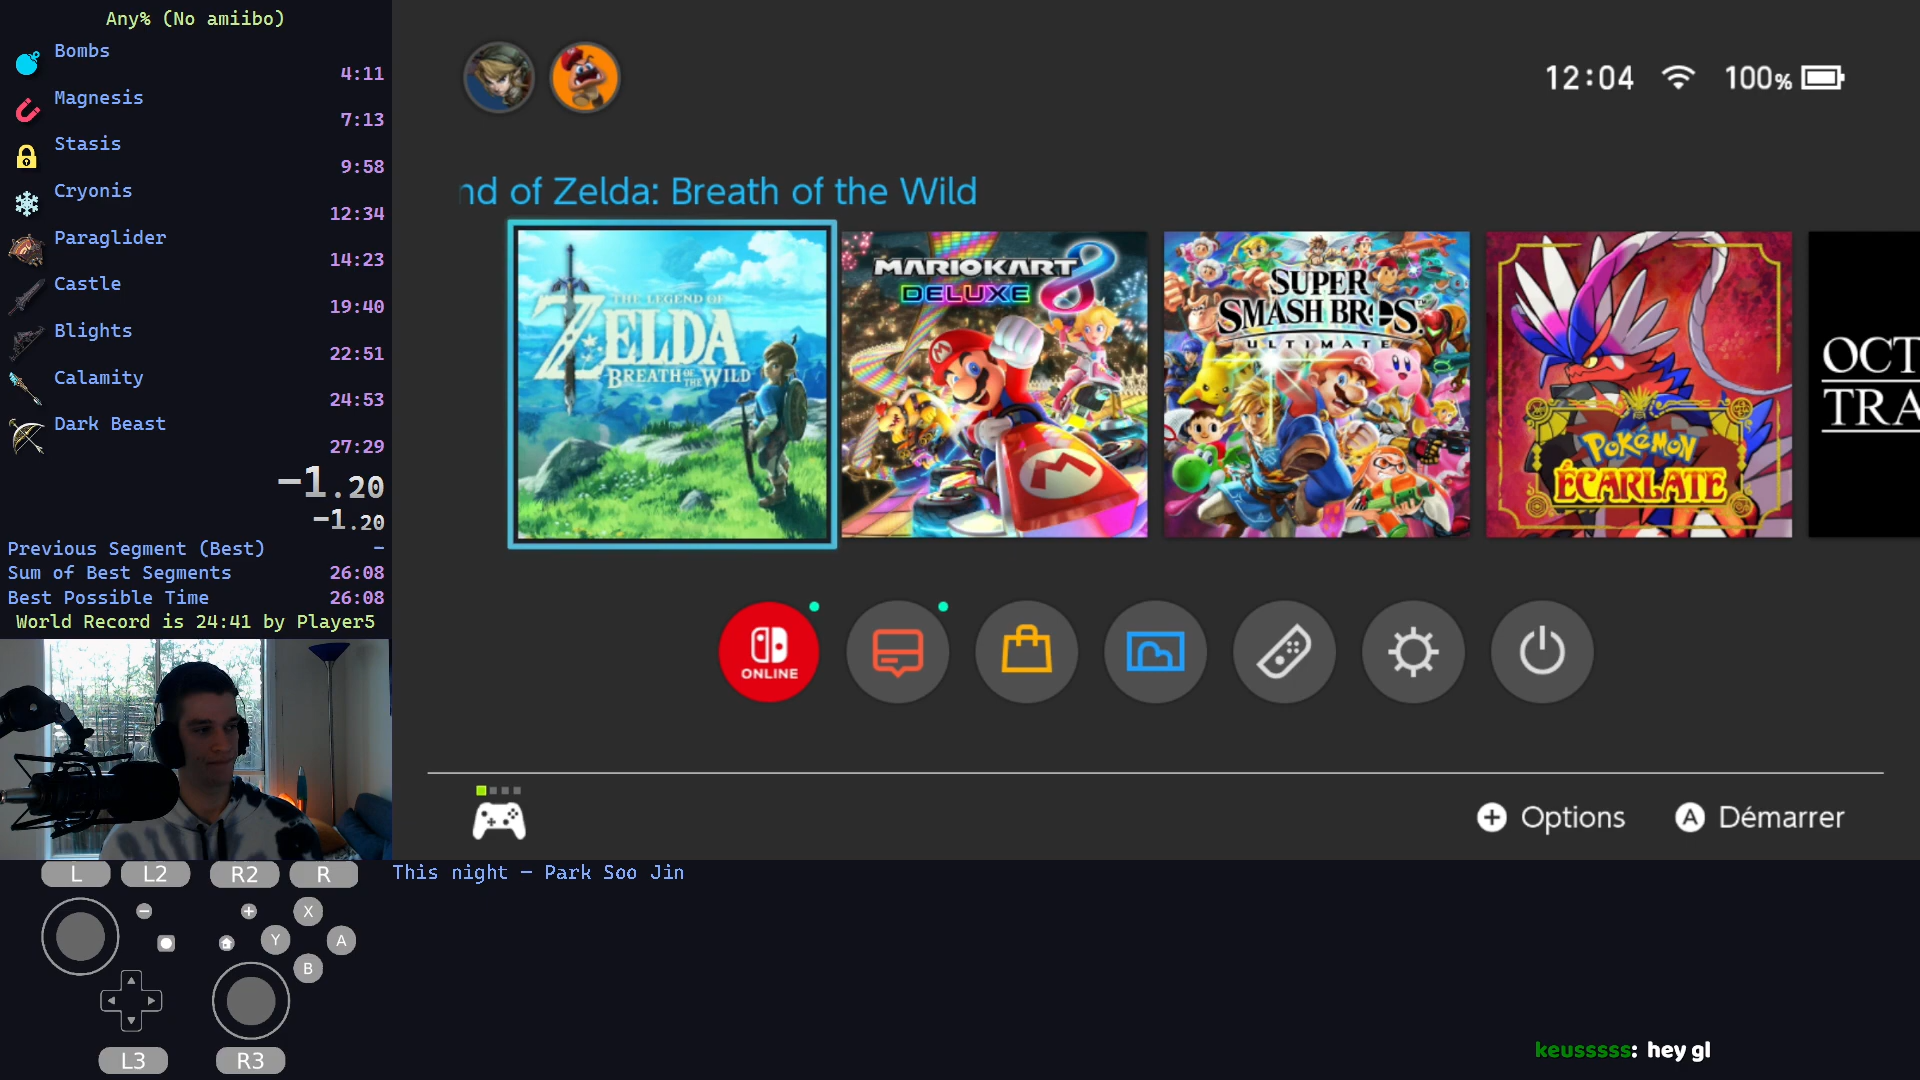 Any% (No amiibo)
Bombs
4:11
Magnesis
7:13
Stasis
9:58
Cryonis
12:34
Paraglider
14:23
Castle
19:40
Blights
22:51
Calamity
24:53
Dark Beast
27:29
−1.20
−1.20
Previous Segment (Best) –
Sum of Best Segments 26:08
Best Possible Time 26:08
World Record is 24:41 by Player5
12:04 100%
nd of Zelda: Breath of the Wild
THE LEGEND OF
ZELDA
BREATH OF THE WILD
MARIOKART 8
DELUXE
SUPER
SMASH BROS.
ULTIMATE
POKÉMON
ÉCARLATE
OCT
TRA
ONLINE
+ Options A Démarrer
L L2 R2 R
X
Y A
B
L3 R3
This night – Park Soo Jin
keusssss: hey gl